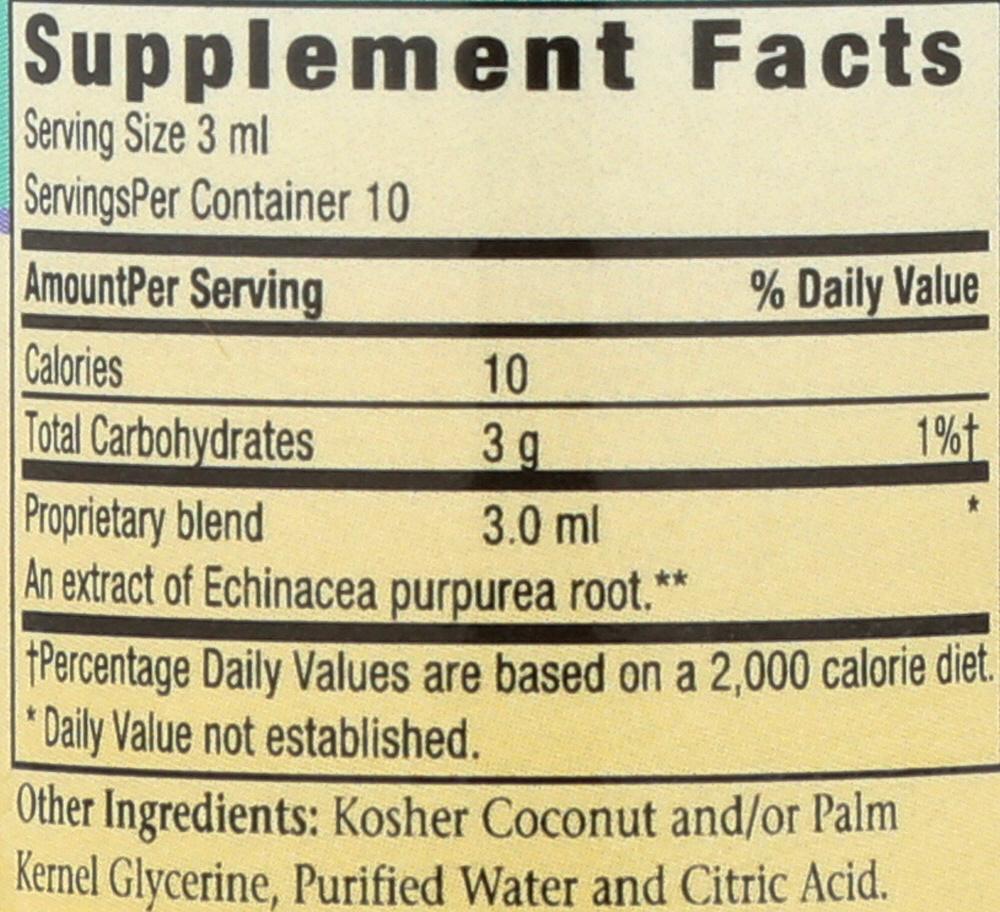 Supplement Facts
Serving Size 3 ml
ServingsPer Container 10
AmountPer Serving % Daily Value
Calories 10
Total Carbohydrates 3 g 1%†
Proprietary blend 3.0 ml *
An extract of Echinacea purpurea root.**
†Percentage Daily Values are based on a 2,000 calorie diet.
* Daily Value not established.
Other Ingredients: Kosher Coconut and/or Palm
Kernel Glycerine, Purified Water and Citric Acid.